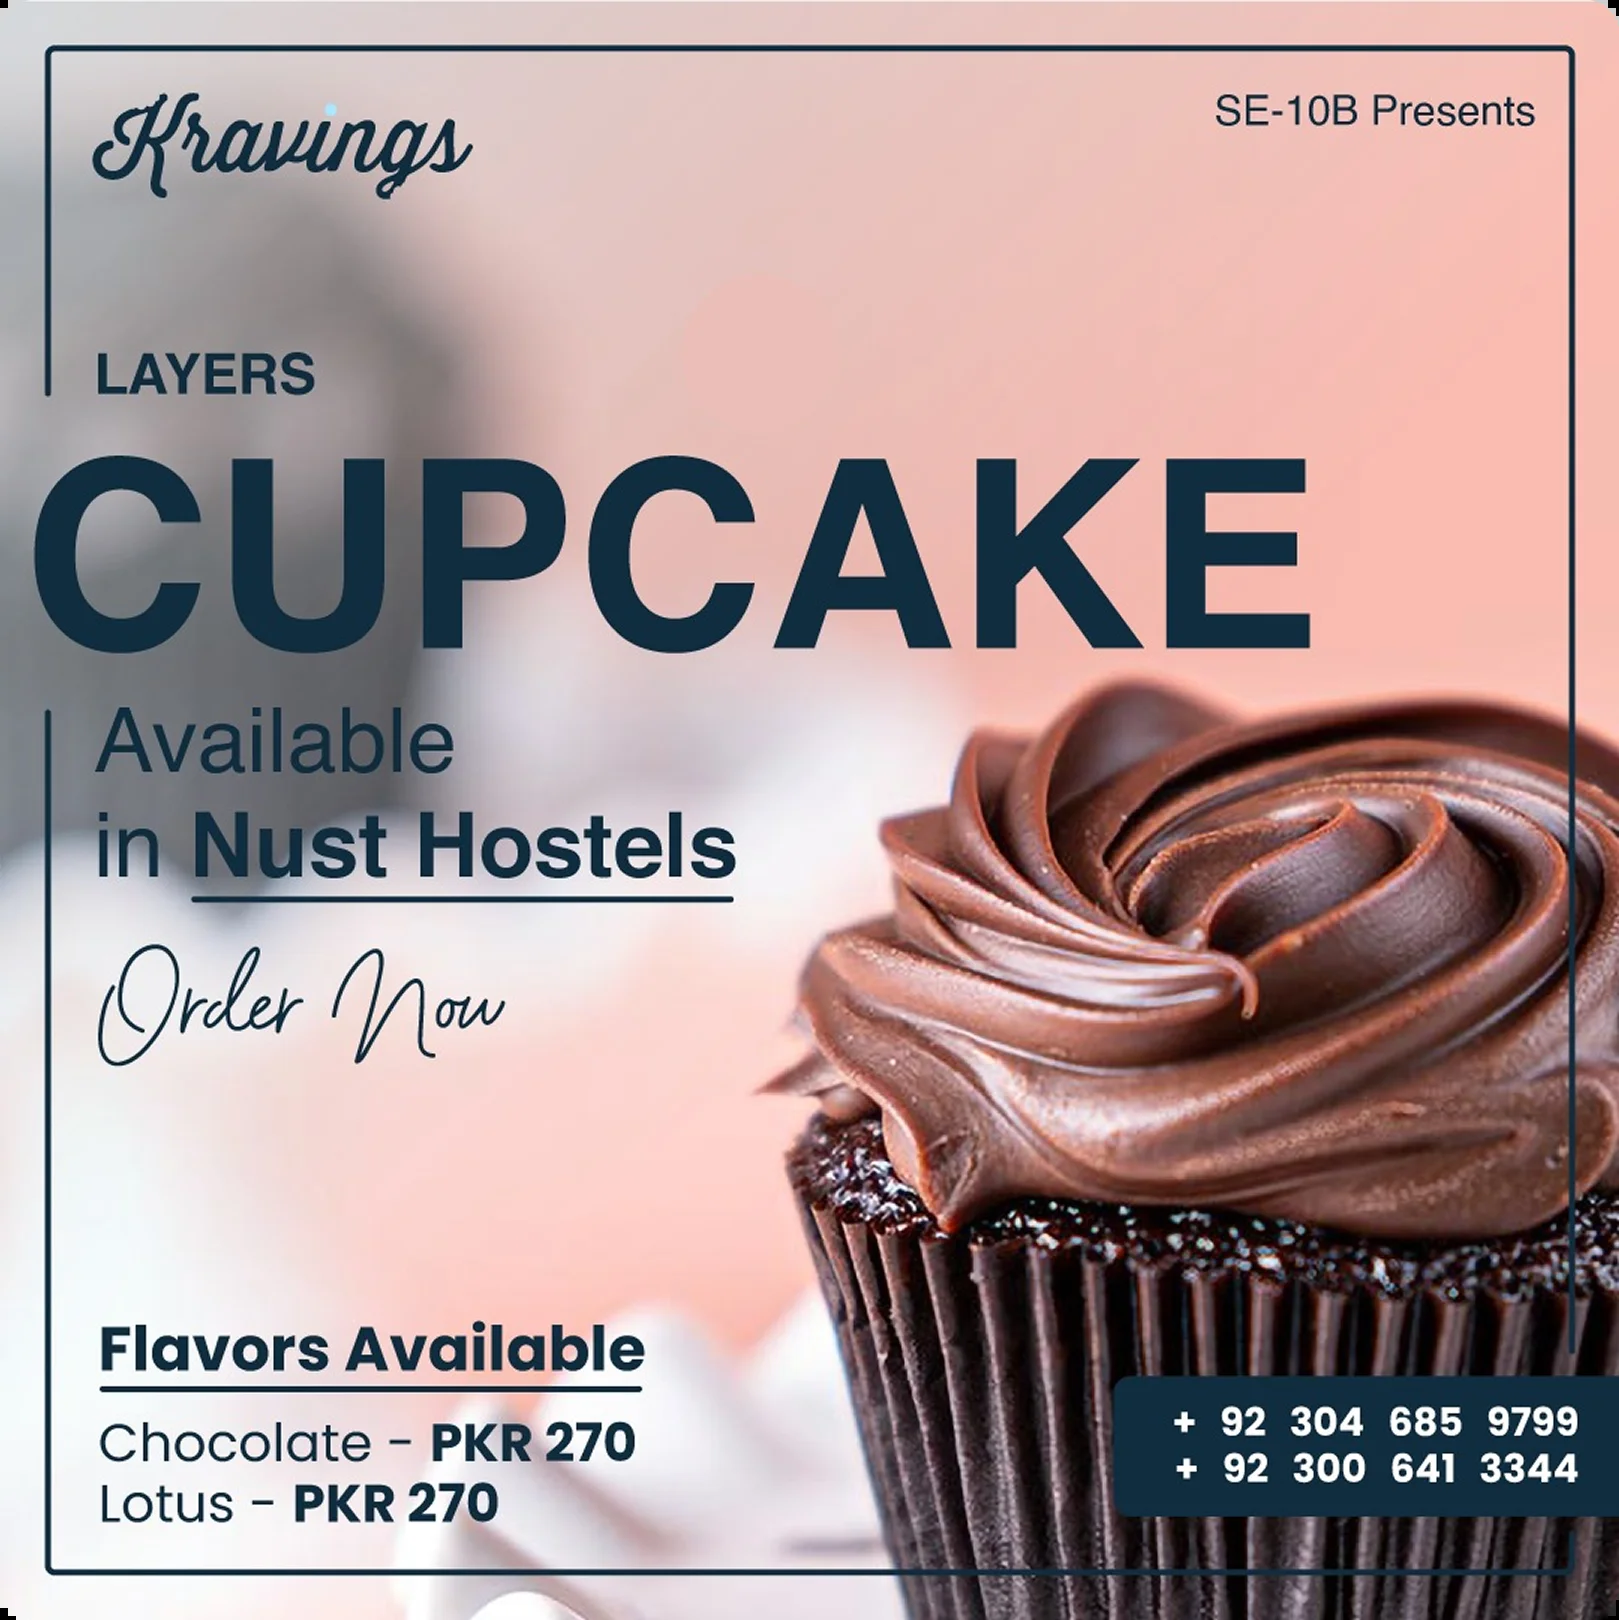 Kravings
SE-10B Presents
LAYERS
CUPCAKE
Available
in Nust Hostels
Order Now
Flavors Available
Chocolate - PKR 270
Lotus - PKR 270
+ 92 304 685 9799
+ 92 300 641 3344